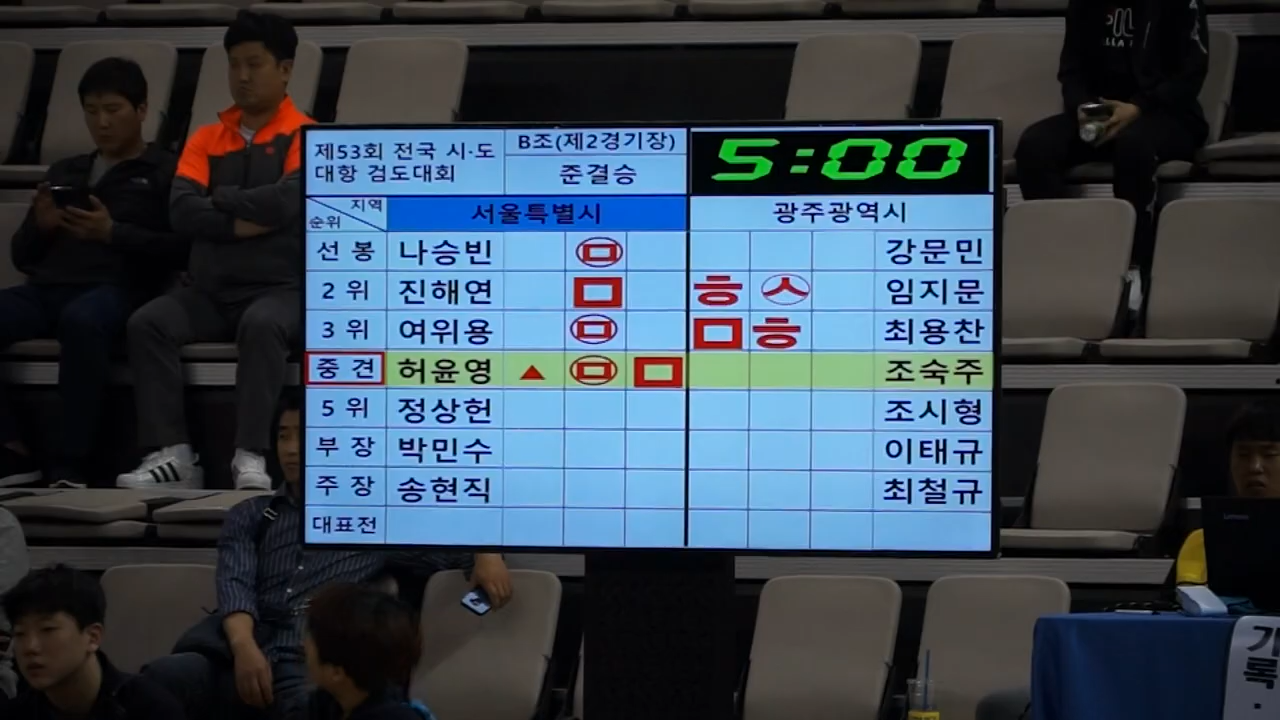 제53회 전국 시·도
대항 검도대회
B조(제2경기장)
준결승
5:00
지역
순위
서울특별시
광주광역시
선 봉 나승빈 ㅁ 강문민
2 위 진해연 ㅁ ㅎ ㅅ 임지문
3 위 여위용 ㅁ ㅁ ㅎ 최용찬
중 견 허윤영 ▲ ㅁ ㅁ 조숙주
5 위 정상헌 조시형
부 장 박민수 이태규
주 장 송현직 최철규
대표전
Lenovo
기록